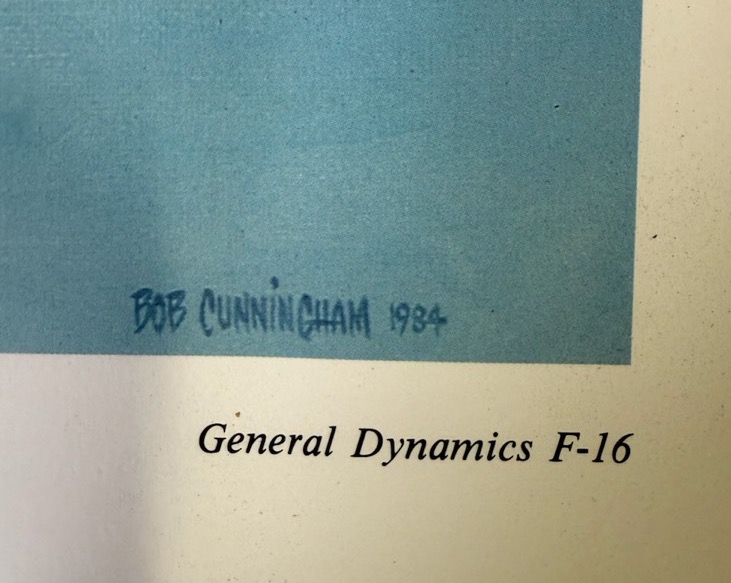 BOB CUNNiNGHAM 1984
General Dynamics F-16